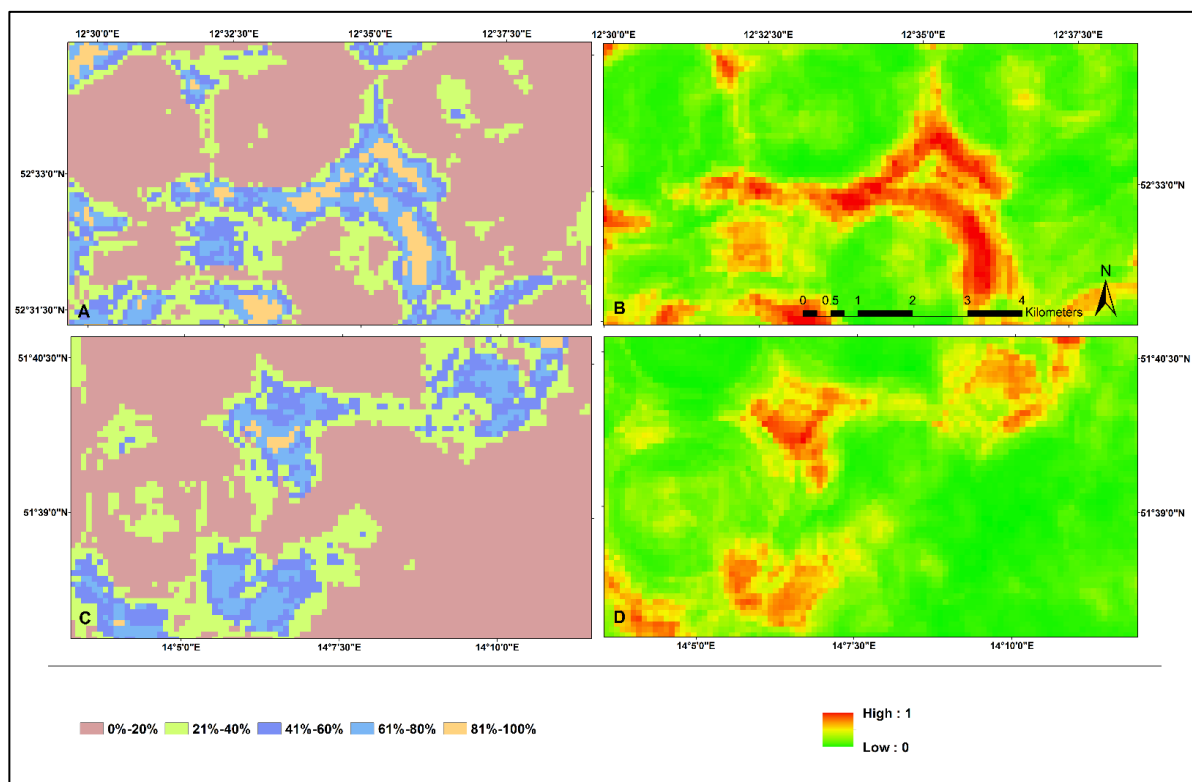 12°30'0"E 12°32'30"E 12°35'0"E 12°37'30"E 12°30'0"E 12°32'30"E 12°35'0"E 12°37'30"E
52°33'0"N 52°33'0"N
52°31'30"N
A B
0 0.5 1 2 3 4
Kilometers
N
51°40'30"N 51°40'30"N
51°39'0"N 51°39'0"N
C D
14°5'0"E 14°7'30"E 14°10'0"E 14°5'0"E 14°7'30"E 14°10'0"E
0%-20% 21%-40% 41%-60% 61%-80% 81%-100%
High : 1
Low : 0